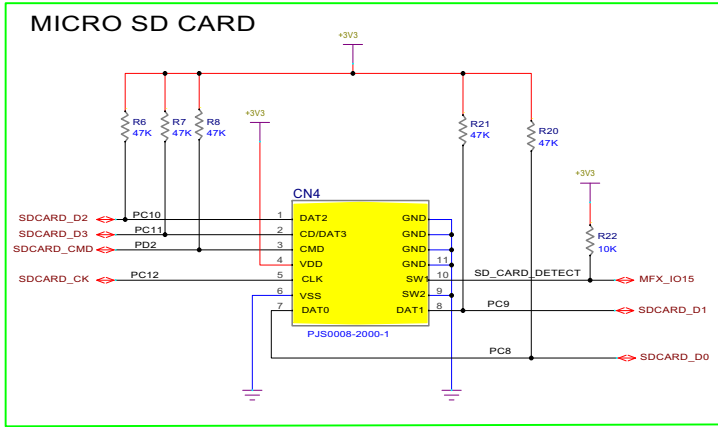 MICRO SD CARD
+3V3
R6
47K
R7
47K
R8
47K
+3V3
R21
47K
R20
47K
+3V3
R22
10K
CN4
SDCARD_D2
PC10
1
DAT2
GND
SDCARD_D3
PC11
2
CD/DAT3
GND
SDCARD_CMD
PD2
3
CMD
GND
4
VDD
GND
11
SDCARD_CK
PC12
5
CLK
SW1
10
SD_CARD_DETECT
MFX_IO15
6
VSS
SW2
9
7
DAT0
DAT1
8
PC9
SDCARD_D1
PJS0008-2000-1
PC8
SDCARD_D0